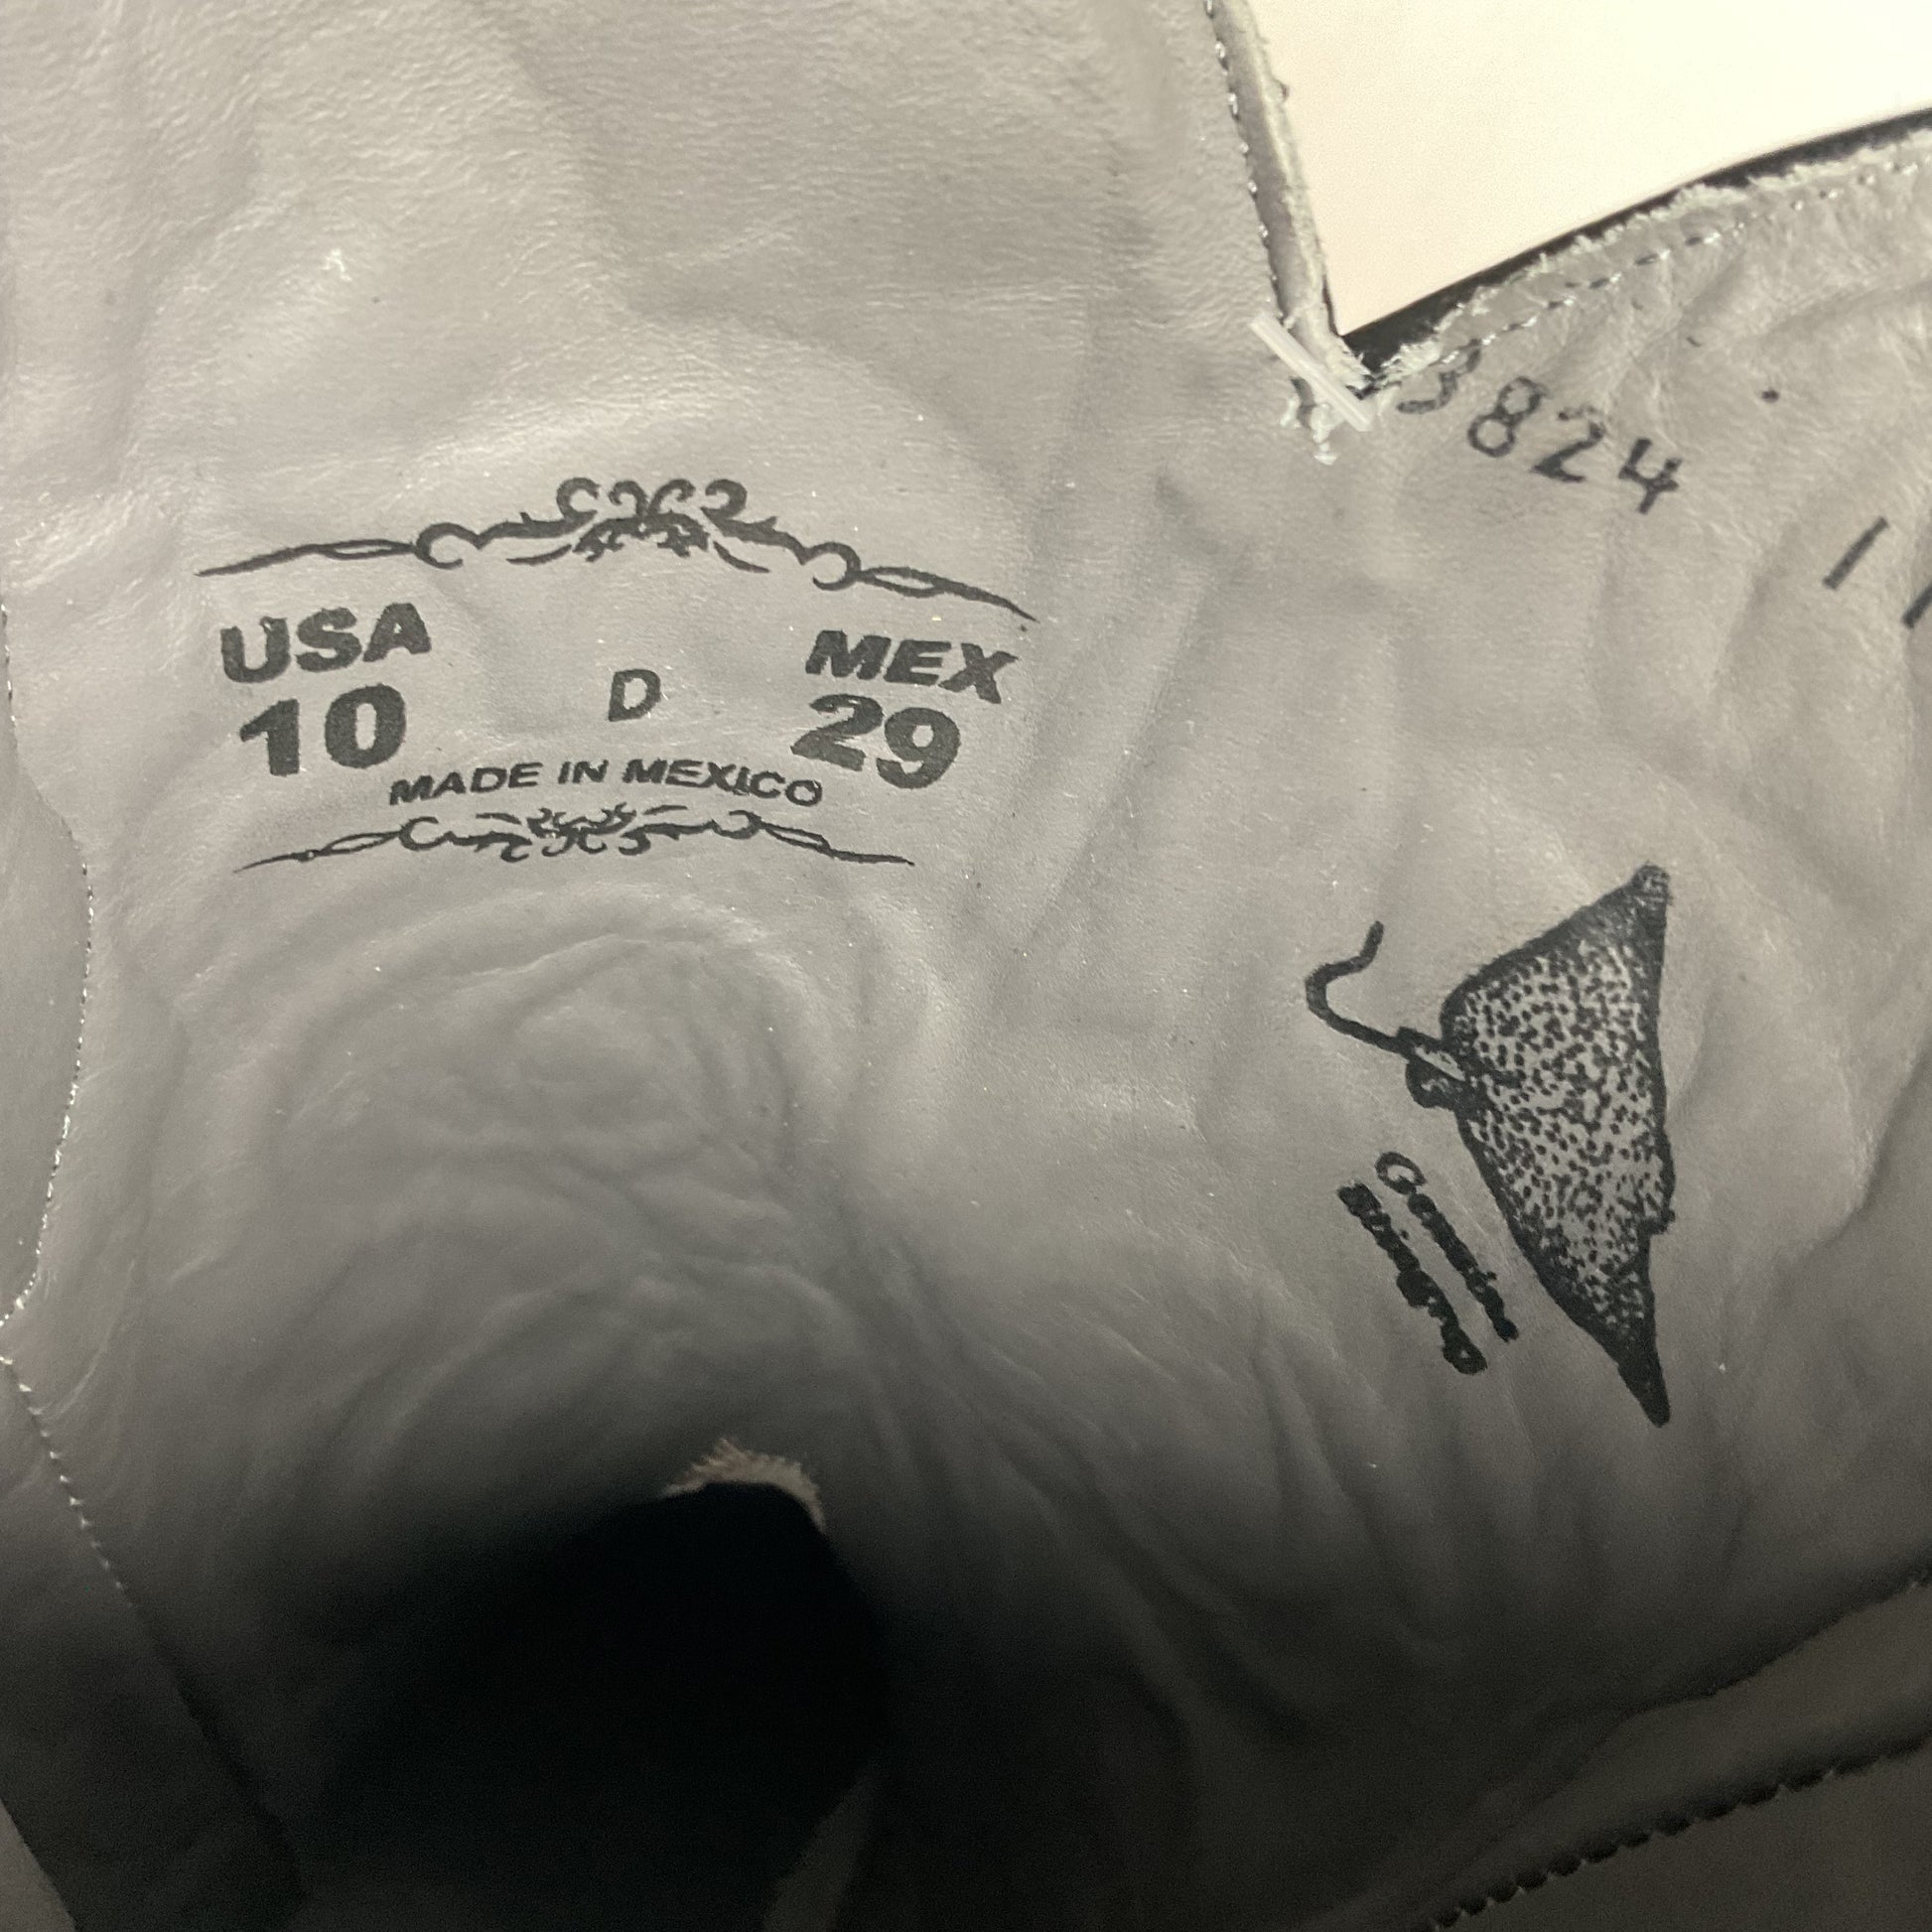 USA D MEX
10 29
MADE IN MEXICO
3824
Genuine
Stingray